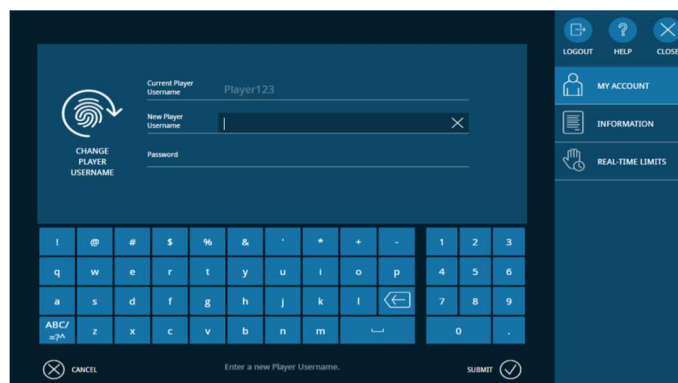 LOGOUT HELP CLOSE
Current Player
Username Player123
New Player
Username
Password
CHANGE
PLAYER
USERNAME
MY ACCOUNT
INFORMATION
REAL-TIME LIMITS
! @ # $ % & ' * + - 1 2 3
q w e r t y u i o p 4 5 6
a s d f g h j k l 7 8 9
ABC/
=?^ z x c v b n m 0 .
CANCEL Enter a new Player Username. SUBMIT